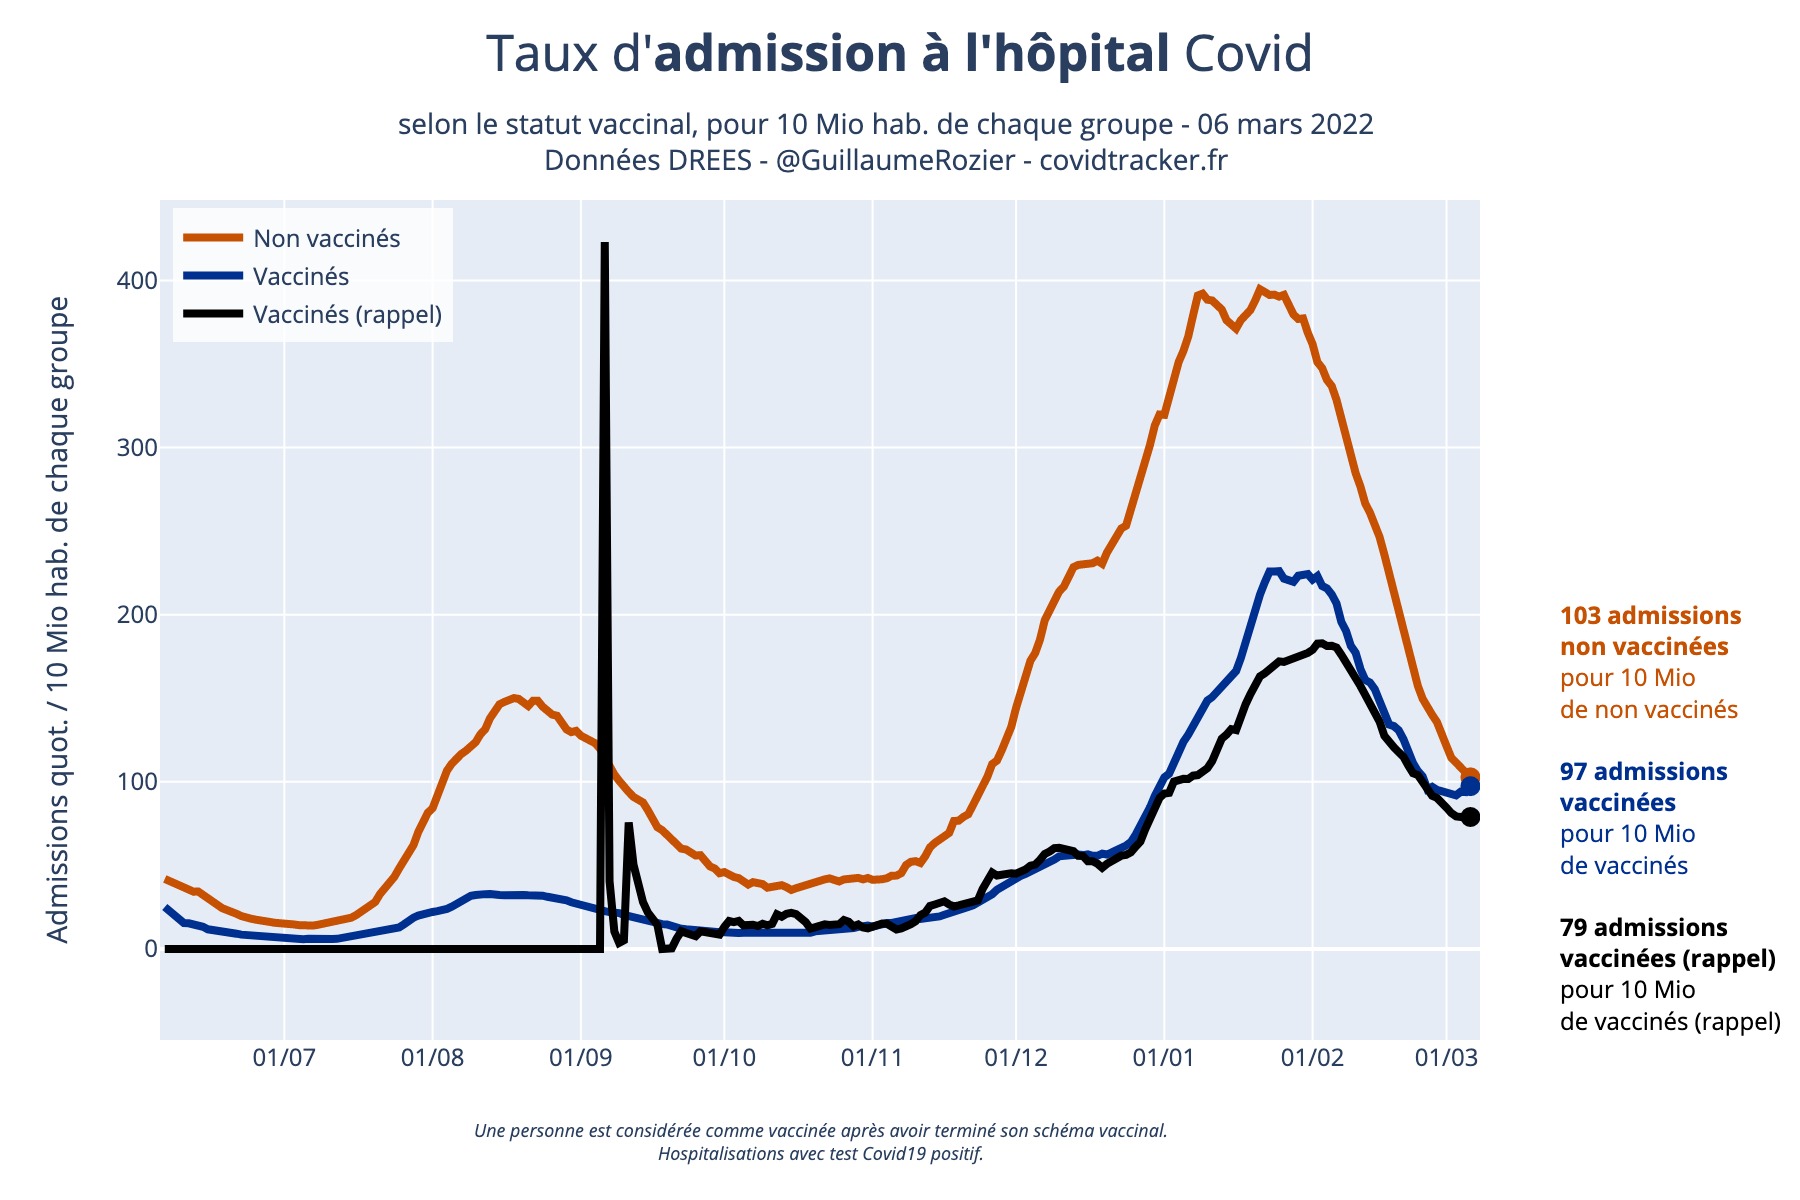 Taux d'admission à l'hôpital Covid
selon le statut vaccinal, pour 10 Mio hab. de chaque groupe - 06 mars 2022
Données DREES - @GuillaumeRozier - covidtracker.fr
Non vaccinés
Vaccinés
Vaccinés (rappel)
Admissions quot. / 10 Mio hab. de chaque groupe
400
300
200
100
0
01/07
01/08
01/09
01/10
01/11
01/12
01/01
01/02
01/03
103 admissions
non vaccinées
pour 10 Mio
de non vaccinés
97 admissions
vaccinées
pour 10 Mio
de vaccinés
79 admissions
vaccinées (rappel)
pour 10 Mio
de vaccinés (rappel)
Une personne est considérée comme vaccinée après avoir terminé son schéma vaccinal.
Hospitalisations avec test Covid19 positif.